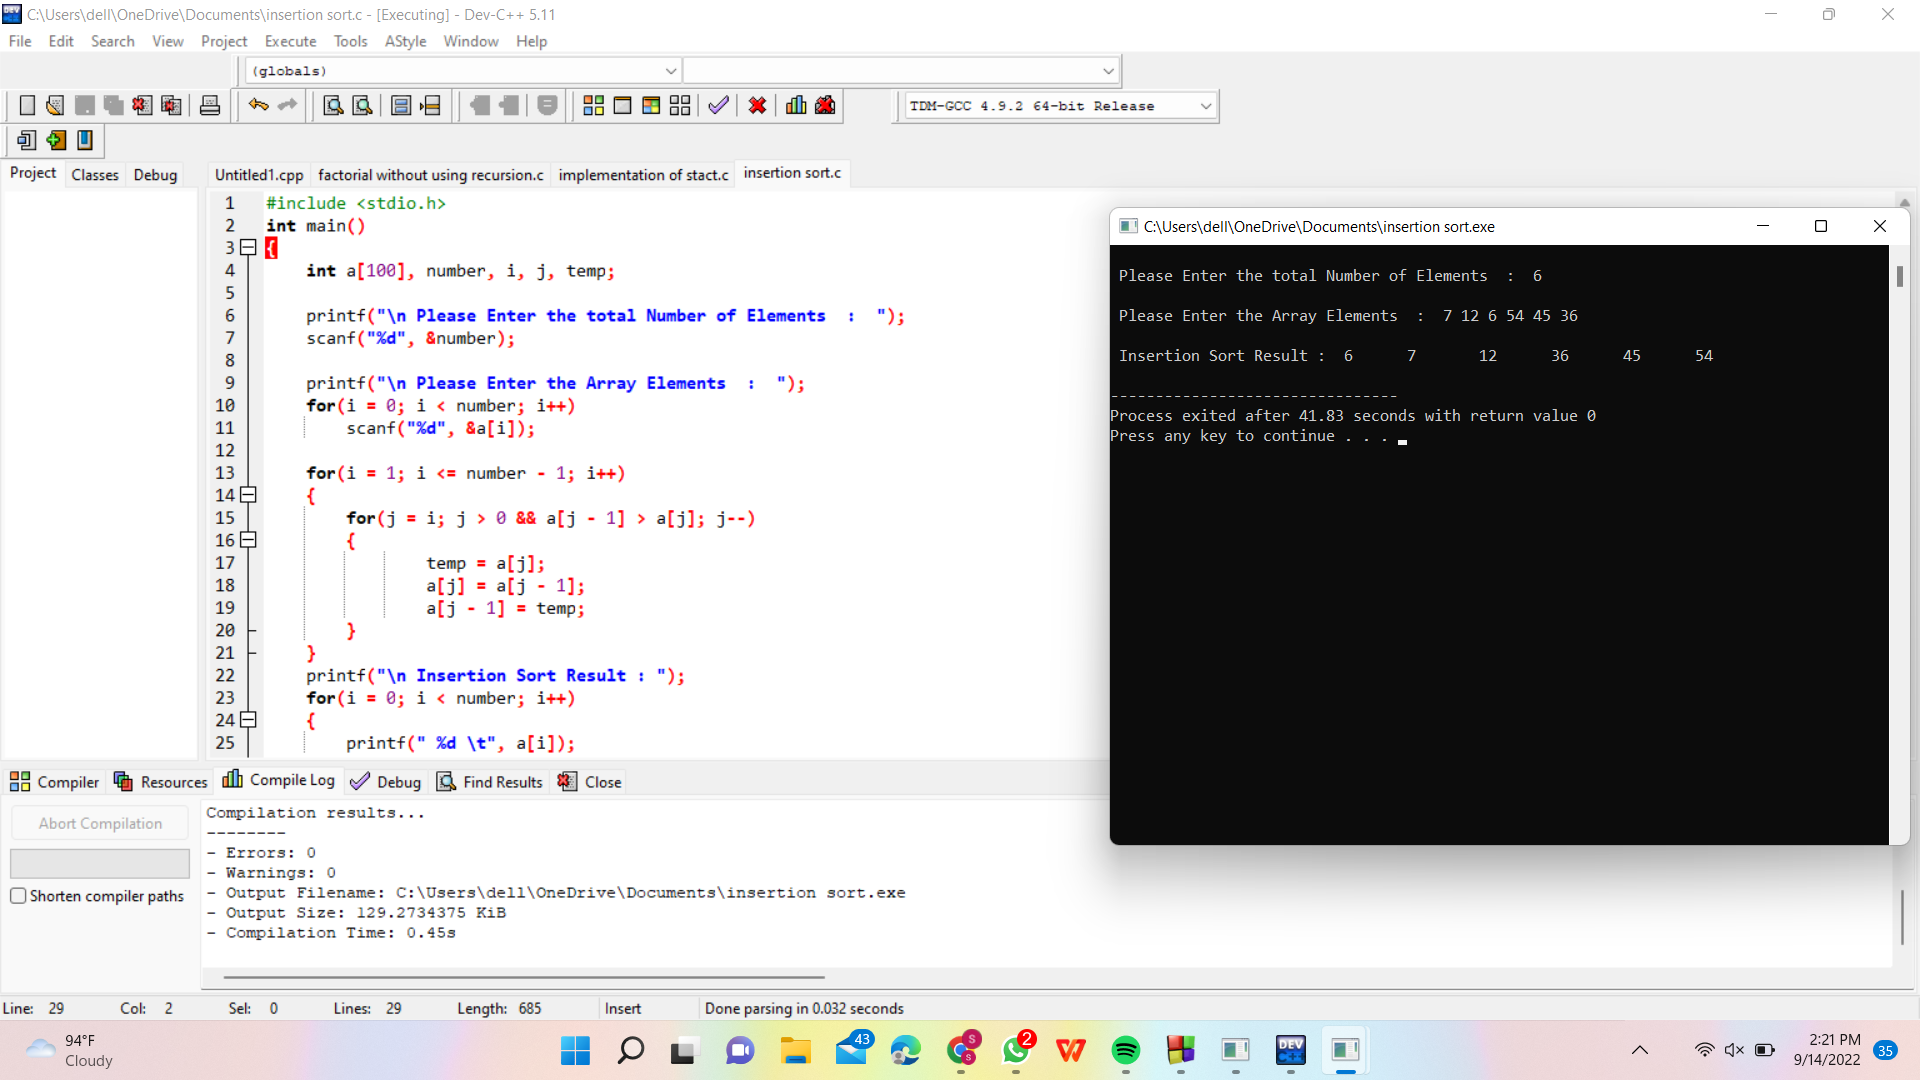 C:\Users\dell\OneDrive\Documents\insertion sort.c - [Executing] - Dev-C++ 5.11
File Edit Search View Project Execute Tools AStyle Window Help
(globals)
TDM-GCC 4.9.2 64-bit Release
Project Classes Debug
Untitled1.cpp factorial without using recursion.c implementation of stact.c insertion sort.c
1 #include <stdio.h>
2 int main()
3 {
4 int a[100], number, i, j, temp;
5
6 printf("\n Please Enter the total Number of Elements  :  ");
7 scanf("%d", &number);
8
9 printf("\n Please Enter the Array Elements  :  ");
10 for(i = 0; i < number; i++)
11 scanf("%d", &a[i]);
12
13 for(i = 1; i <= number - 1; i++)
14 {
15 for(j = i; j > 0 && a[j - 1] > a[j]; j--)
16 {
17 temp = a[j];
18 a[j] = a[j - 1];
19 a[j - 1] = temp;
20 }
21 }
22 printf("\n Insertion Sort Result : ");
23 for(i = 0; i < number; i++)
24 {
25 printf(" %d \t", a[i]);
C:\Users\dell\OneDrive\Documents\insertion sort.exe
Please Enter the total Number of Elements  :  6
Please Enter the Array Elements  :  7 12 6 54 45 36
Insertion Sort Result :  6 7 12 36 45 54
--------------------------------
Process exited after 41.83 seconds with return value 0
Press any key to continue . . .
Compiler Resources Compile Log Debug Find Results Close
Abort Compilation
Shorten compiler paths
Compilation results...
--------
- Errors: 0
- Warnings: 0
- Output Filename: C:\Users\dell\OneDrive\Documents\insertion sort.exe
- Output Size: 129.2734375 KiB
- Compilation Time: 0.45s
Line: 29 Col: 2 Sel: 0 Lines: 29 Length: 685 Insert Done parsing in 0.032 seconds
94°F
Cloudy
43
S
S
2
DEV
C++
2:21 PM
9/14/2022
35